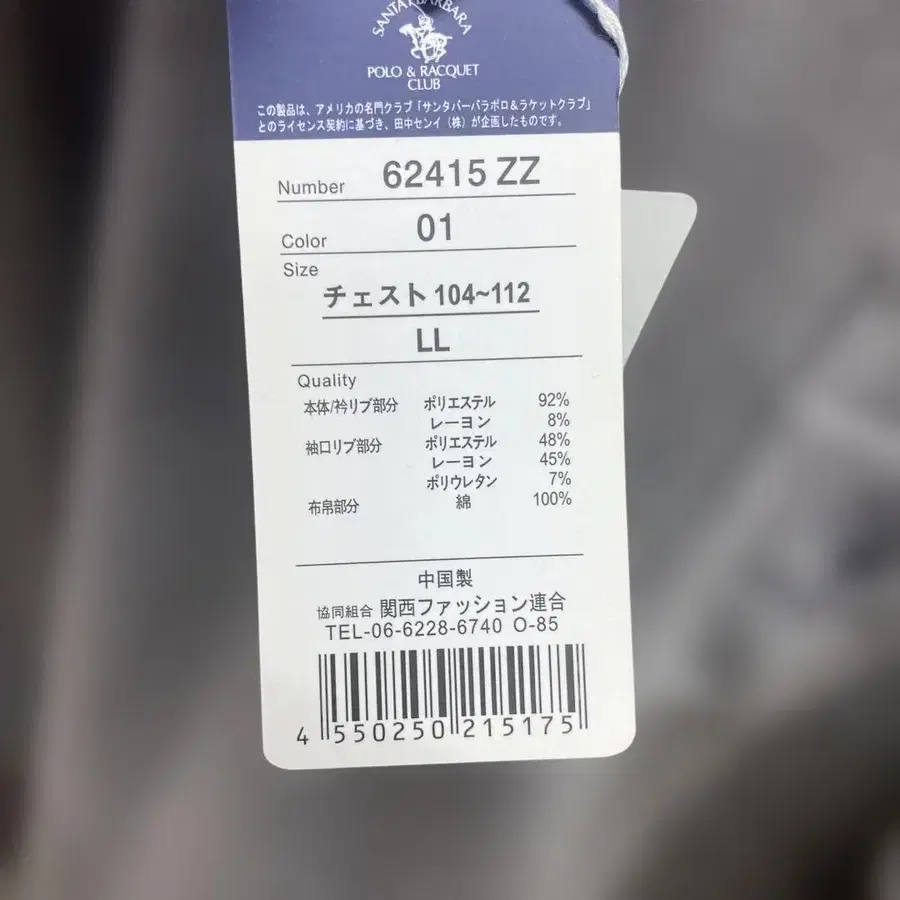 SANTA BARBARA
POLO & RACQUET
CLUB
この製品は、アメリカの名門クラブ「サンタバーバラポロ&ラケットクラブ」
とのライセンス契約に基づき、田中センイ（株）が企画したものです。
Number 62415 ZZ
Color 01
Size
チェスト 104~112
LL
Quality
本体/衿リブ部分 ポリエステル 92%
レーヨン 8%
袖口リブ部分 ポリエステル 48%
レーヨン 45%
ポリウレタン 7%
布帛部分 綿 100%
中国製
協同組合 関西ファッション連合
TEL-06-6228-6740 O-85
4 550250 215175